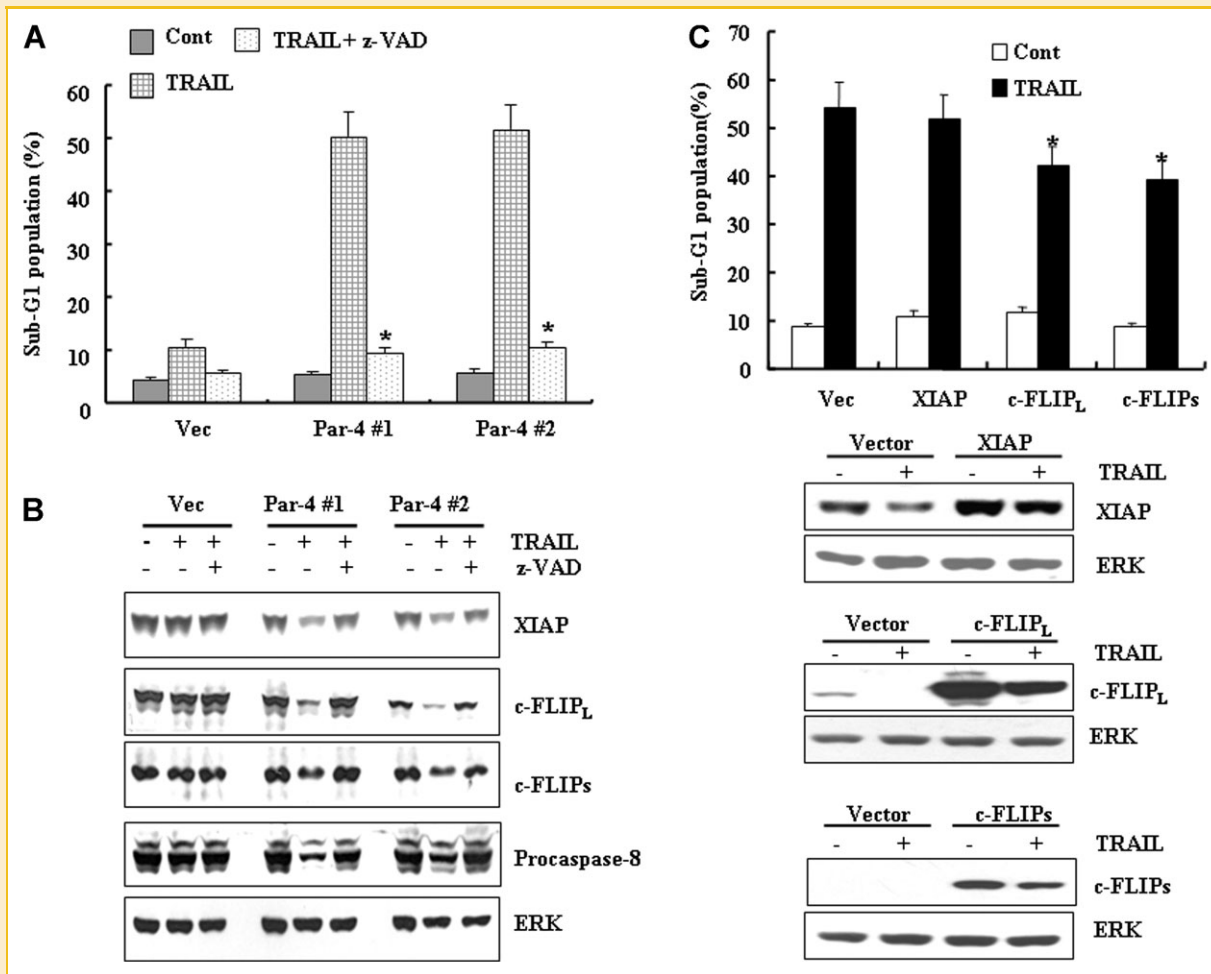 A
Cont TRAIL+ z-VAD
TRAIL
Sub-G1 population (%)
60
50
40
30
20
10
0
* *
Vec Par-4 #1 Par-4 #2
B
Vec Par-4 #1 Par-4 #2
- + + - + + - + + TRAIL
- - + - - + - - + z-VAD
XIAP
c-FLIPL
c-FLIPs
Procaspase-8
ERK
C
Cont
TRAIL
Sub-G1 population(%)
70
60
50
40
30
20
10
0
* *
Vec XIAP c-FLIPL c-FLIPs
Vector XIAP
- + - + TRAIL
XIAP
ERK
Vector c-FLIPL
- + - + TRAIL
c-FLIPL
ERK
Vector c-FLIPs
- + - + TRAIL
c-FLIPs
ERK